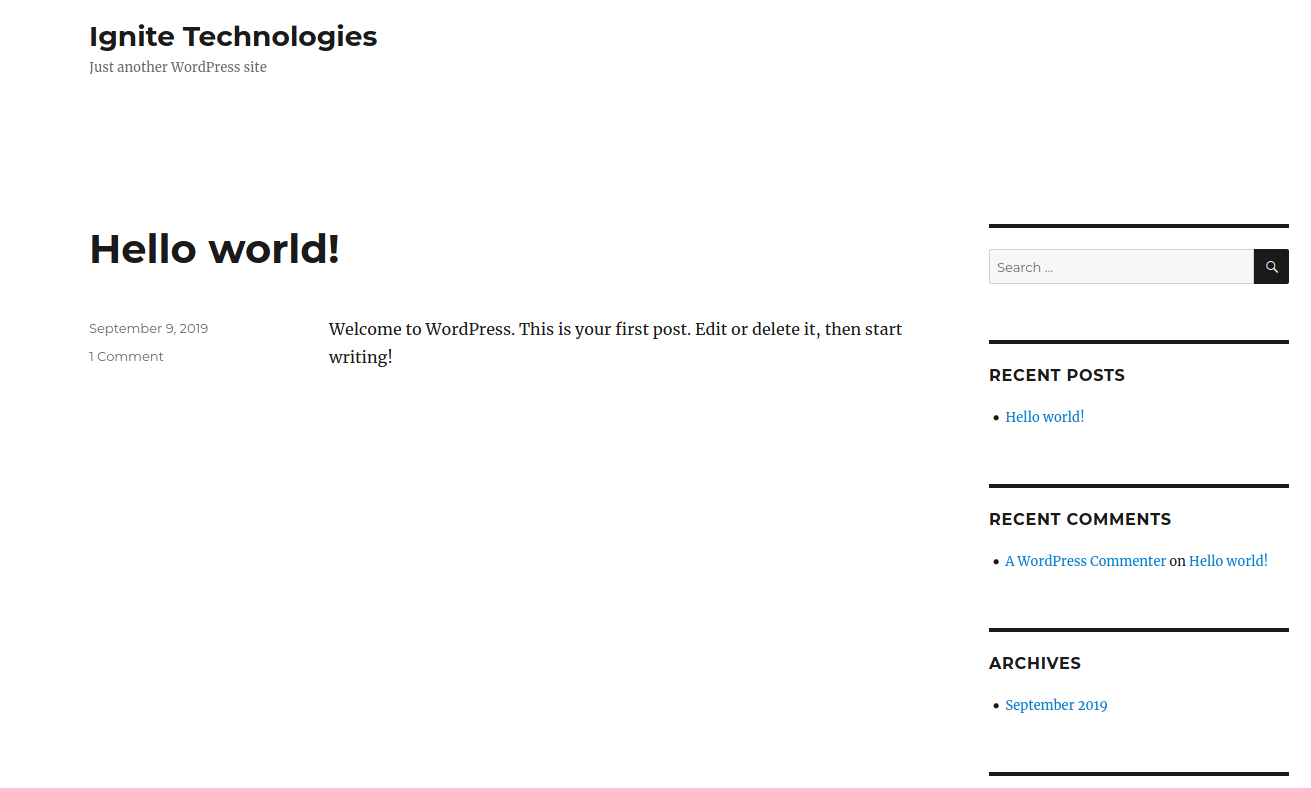 Ignite Technologies
Just another WordPress site
Hello world!
September 9, 2019
1 Comment
Welcome to WordPress. This is your first post. Edit or delete it, then start
writing!
Search ...
RECENT POSTS
Hello world!
RECENT COMMENTS
A WordPress Commenter on Hello world!
ARCHIVES
September 2019